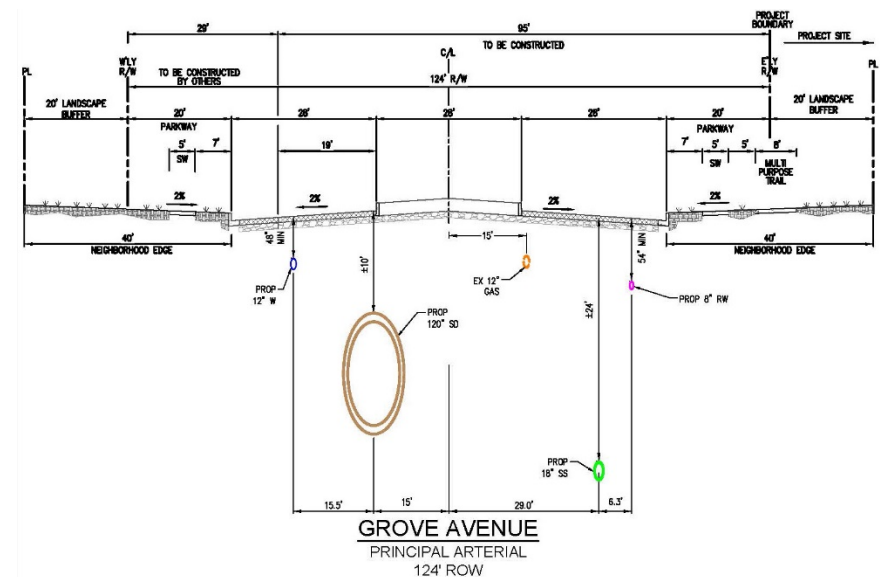 PROJECT
BOUNDARY
29'
95'
PROJECT SITE
TO BE CONSTRUCTED
PL
W'LY
R/W
TO BE CONSTRUCTED
BY OTHERS
C/L
124' R/W
E'LY
R/W
PL
20' LANDSCAPE
BUFFER
20'
PARKWAY
28'
28'
28'
20'
PARKWAY
20' LANDSCAPE
BUFFER
5'
SW
7'
19'
7'
5'
SW
5'
8'
MULTI
PURPOSE
TRAIL
2%
2%
2%
2%
40'
NEIGHBORHOOD EDGE
48"
MIN
±10'
15'
54" MIN
40'
NEIGHBORHOOD EDGE
PROP
12" W
EX 12"
GAS
PROP 8" RW
±24'
PROP
120" SD
PROP
18" SS
15.5'
15'
29.0'
6.3'
GROVE AVENUE
PRINCIPAL ARTERIAL
124' ROW